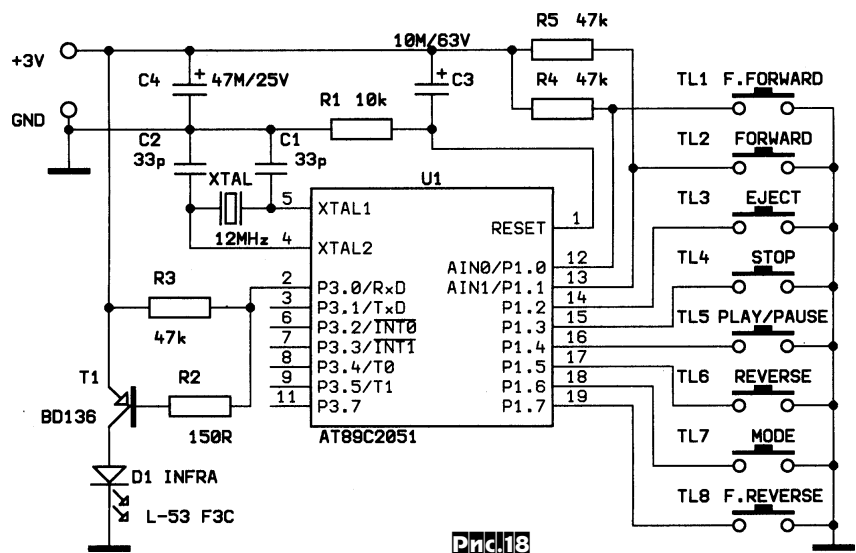 R5 47k
10M/63V
+3V
C4
47M/25V
C3
R4 47k
TL1 F.FORWARD
R1 10k
GND
C2
33p
C1
33p
TL2 FORWARD
XTAL
U1
TL3 EJECT
5
XTAL1
RESET
1
12MHz
4
XTAL2
TL4 STOP
AIN0/P1.0
12
R3
2
P3.0/RxD
AIN1/P1.1
13
3
P3.1/TxD
P1.2
14
TL5 PLAY/PAUSE
6
P3.2/INT0
P1.3
15
47k
7
P3.3/INT1
P1.4
16
8
P3.4/T0
P1.5
17
TL6 REVERSE
T1
R2
9
P3.5/T1
P1.6
18
11
P3.7
P1.7
19
BD136
150R
AT89C2051
TL7 MODE
D1 INFRA
TL8 F.REVERSE
L-53 F3C
Рис.18